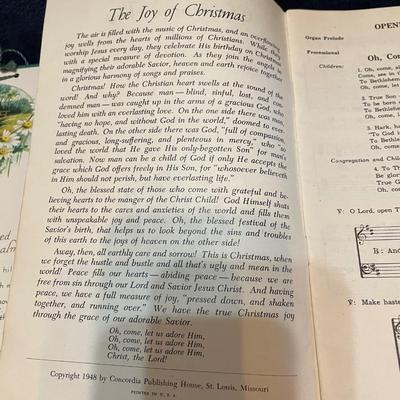 The Joy of Christmas
The air is filled with the music of Christmas, and an overflowing
joy wells from the hearts of millions of Christians. While they
worship Jesus every day, they celebrate His birthday on Christmas
with a special measure of devotion. As they join the angels in
magnifying their adorable Savior, heaven and earth rejoice together
in a glorious harmony of songs and praises.
Christmas! How the Christian heart swells at the sound of the
word! And why? Because man — blind, sinful, lost, and con-
demned man — was caught up in the arms of a gracious God, who
loved him with an everlasting love. On the one side there was man,
"having no hope, and without God in the world," doomed to ever-
lasting death. On the other side there was God, "full of compassion
and gracious, long-suffering, and plenteous in mercy," who "so
loved the world that He gave His only-begotten Son" for man's
salvation. Now man can be a child of God if only He accepts the
grace which God offers freely in His Son, for "whosoever believeth
in Him should not perish, but have everlasting life."
Oh, the blessed state of those who come with grateful and be-
lieving hearts to the manger of the Christ Child! God Himself shuts
their hearts to the cares and anxieties of the world and fills them
with unspeakable joy and peace. Oh, the blessed festival of the
Savior's birth, that helps us to look beyond the sins and troubles
of this earth to the joys of heaven on the other side!
Away, then, all earthly care and sorrow! This is Christmas, when
we forget the hustle and bustle and all that's ugly and mean in the
world! Peace fills our hearts — abiding peace — because we are
free from sin through our Lord and Savior Jesus Christ. And having
peace, we have a full measure of joy, "pressed down, and shaken
together, and running over." We have the true Christmas joy
through the grace of our adorable Savior.
Oh, come, let us adore Him,
Oh, come, let us adore Him,
Oh, come, let us adore Him,
Christ, the Lord!
Copyright 1948 by Concordia Publishing House, St. Louis, Missouri
PRINTED IN U. S. A.
OPEN
Organ Prelude
Processional
Oh, Co
Children:
1. Oh, come,
Come, see in
To Bethlehem
2. True Son
To be born
To Bethlehem
3. Hark,
To God
To Bethle
Oh, co
Congregation and Chil
4. To T
Be glor
True
V: O Lord, open T
R: And
V: Make haste